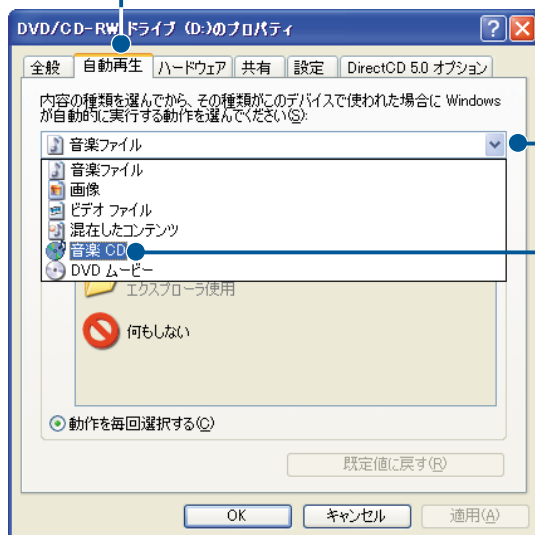 DVD/CD-RW ドライブ (D:)のプロパティ
全般 自動再生 ハードウェア 共有 設定 DirectCD 5.0 オプション
内容の種類を選んでから、その種類がこのデバイスで使われた場合に Windows
が自動的に実行する動作を選んでください(S):
音楽ファイル
音楽ファイル
画像
ビデオ ファイル
混在したコンテンツ
音楽 CD
DVD ムービー
エクスプローラ使用
何もしない
動作を毎回選択する(C)
既定値に戻す(R)
OK キャンセル 適用(A)